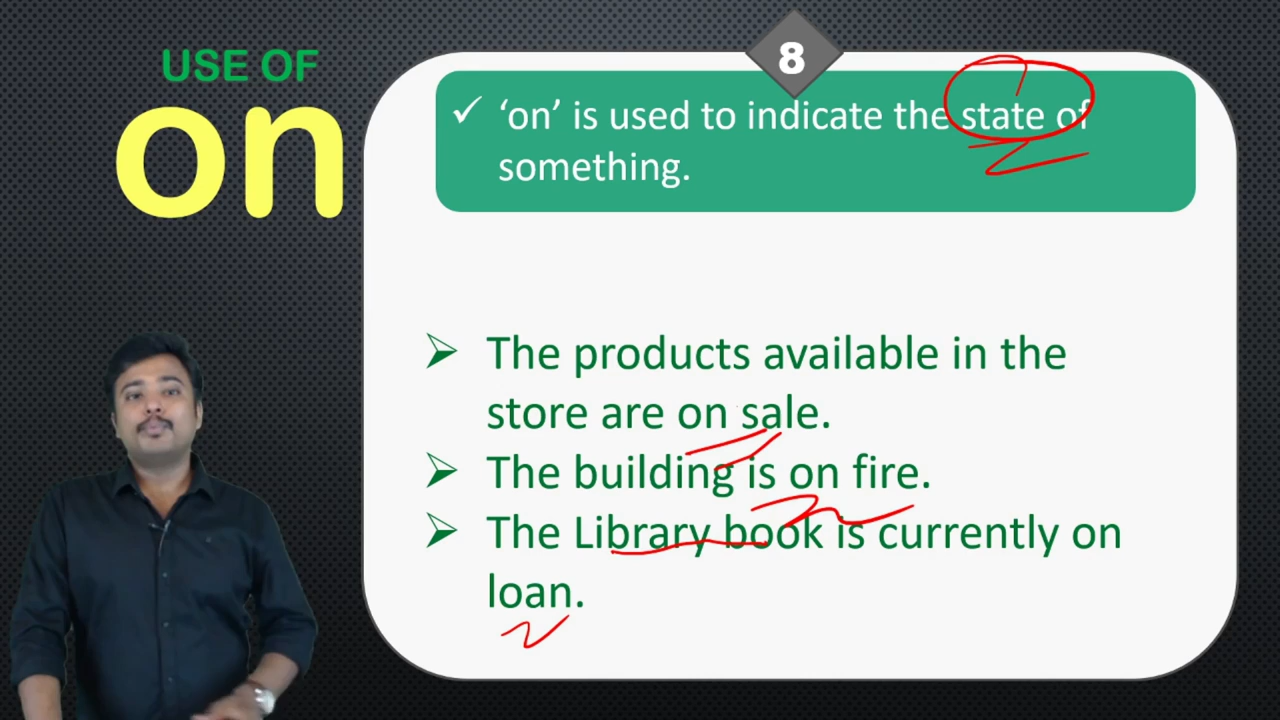 USE OF
on
8
✓ ‘on’ is used to indicate the state of
something.
➢ The products available in the
store are on sale.
➢ The building is on fire.
➢ The Library book is currently on
loan.